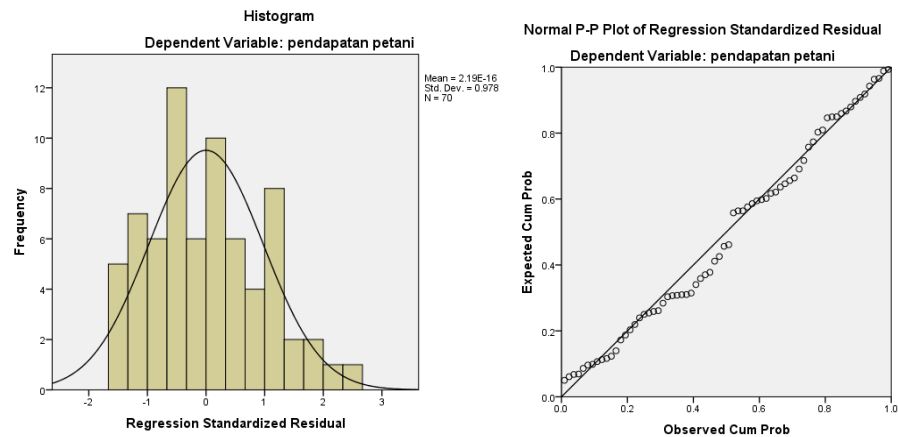 Histogram
Dependent Variable: pendapatan petani
Mean = 2.19E-16
Std. Dev. = 0.978
N = 70
12
10
8
6
4
2
0
Frequency
-2 -1 0 1 2 3
Regression Standardized Residual
Normal P-P Plot of Regression Standardized Residual
Dependent Variable: pendapatan petani
1.0
0.8
0.6
0.4
0.2
0.0
Expected Cum Prob
0.0 0.2 0.4 0.6 0.8 1.0
Observed Cum Prob